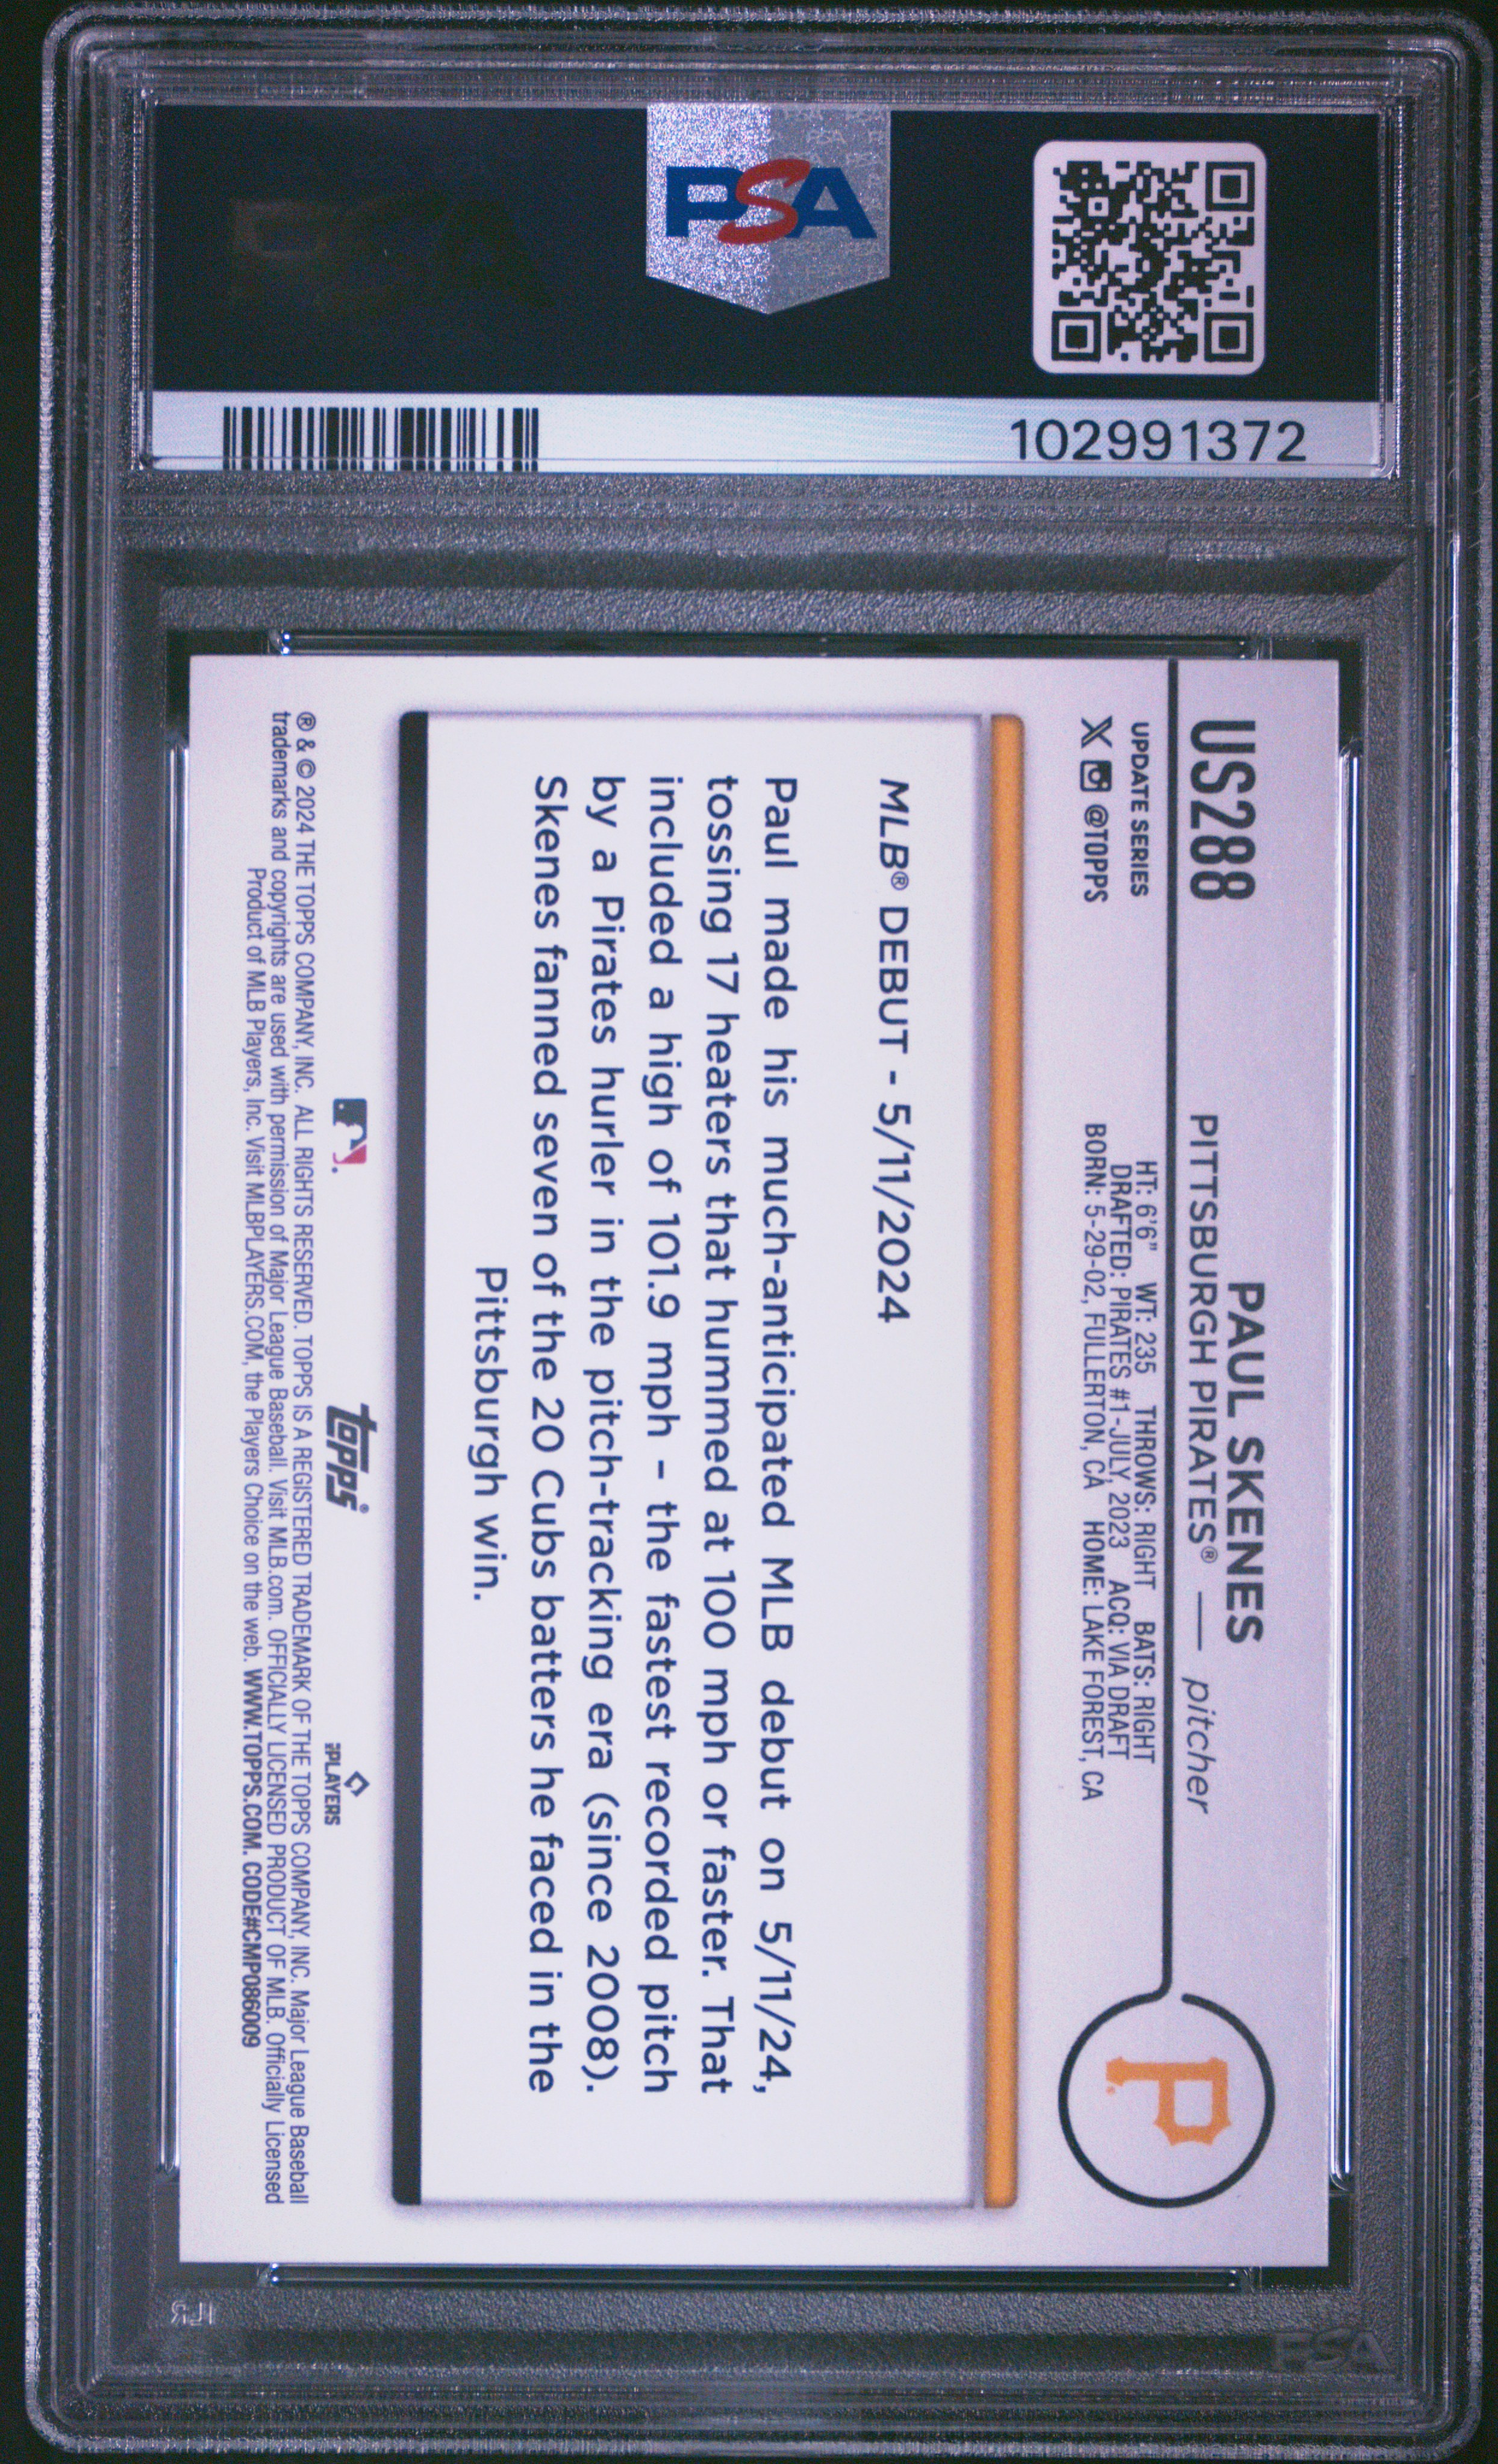 PSA
102991372
US288
PAUL SKENES
PITTSBURGH PIRATES® — pitcher
UPDATE SERIES
X @TOPPS
HT: 6'6" WT: 235 THROWS: RIGHT BATS: RIGHT
DRAFTED: PIRATES #1-JULY, 2023 ACQ: VIA DRAFT
BORN: 5-29-02, FULLERTON, CA HOME: LAKE FOREST, CA
P
MLB® DEBUT - 5/11/2024
Paul made his much-anticipated MLB debut on 5/11/24,
tossing 17 heaters that hummed at 100 mph or faster. That
included a high of 101.9 mph – the fastest recorded pitch
by a Pirates hurler in the pitch-tracking era (since 2008).
Skenes fanned seven of the 20 Cubs batters he faced in the
Pittsburgh win.
topps®
PLAYERS
® & © 2024 THE TOPPS COMPANY, INC. ALL RIGHTS RESERVED. TOPPS IS A REGISTERED TRADEMARK OF THE TOPPS COMPANY, INC. Major League Baseball
trademarks and copyrights are used with permission of Major League Baseball. Visit MLB.com. OFFICIALLY LICENSED PRODUCT OF MLB. Officially Licensed
Product of MLB Players, Inc. Visit MLBPLAYERS.COM, the Players Choice on the web. WWW.TOPPS.COM. CODE#CMP086009
PSA